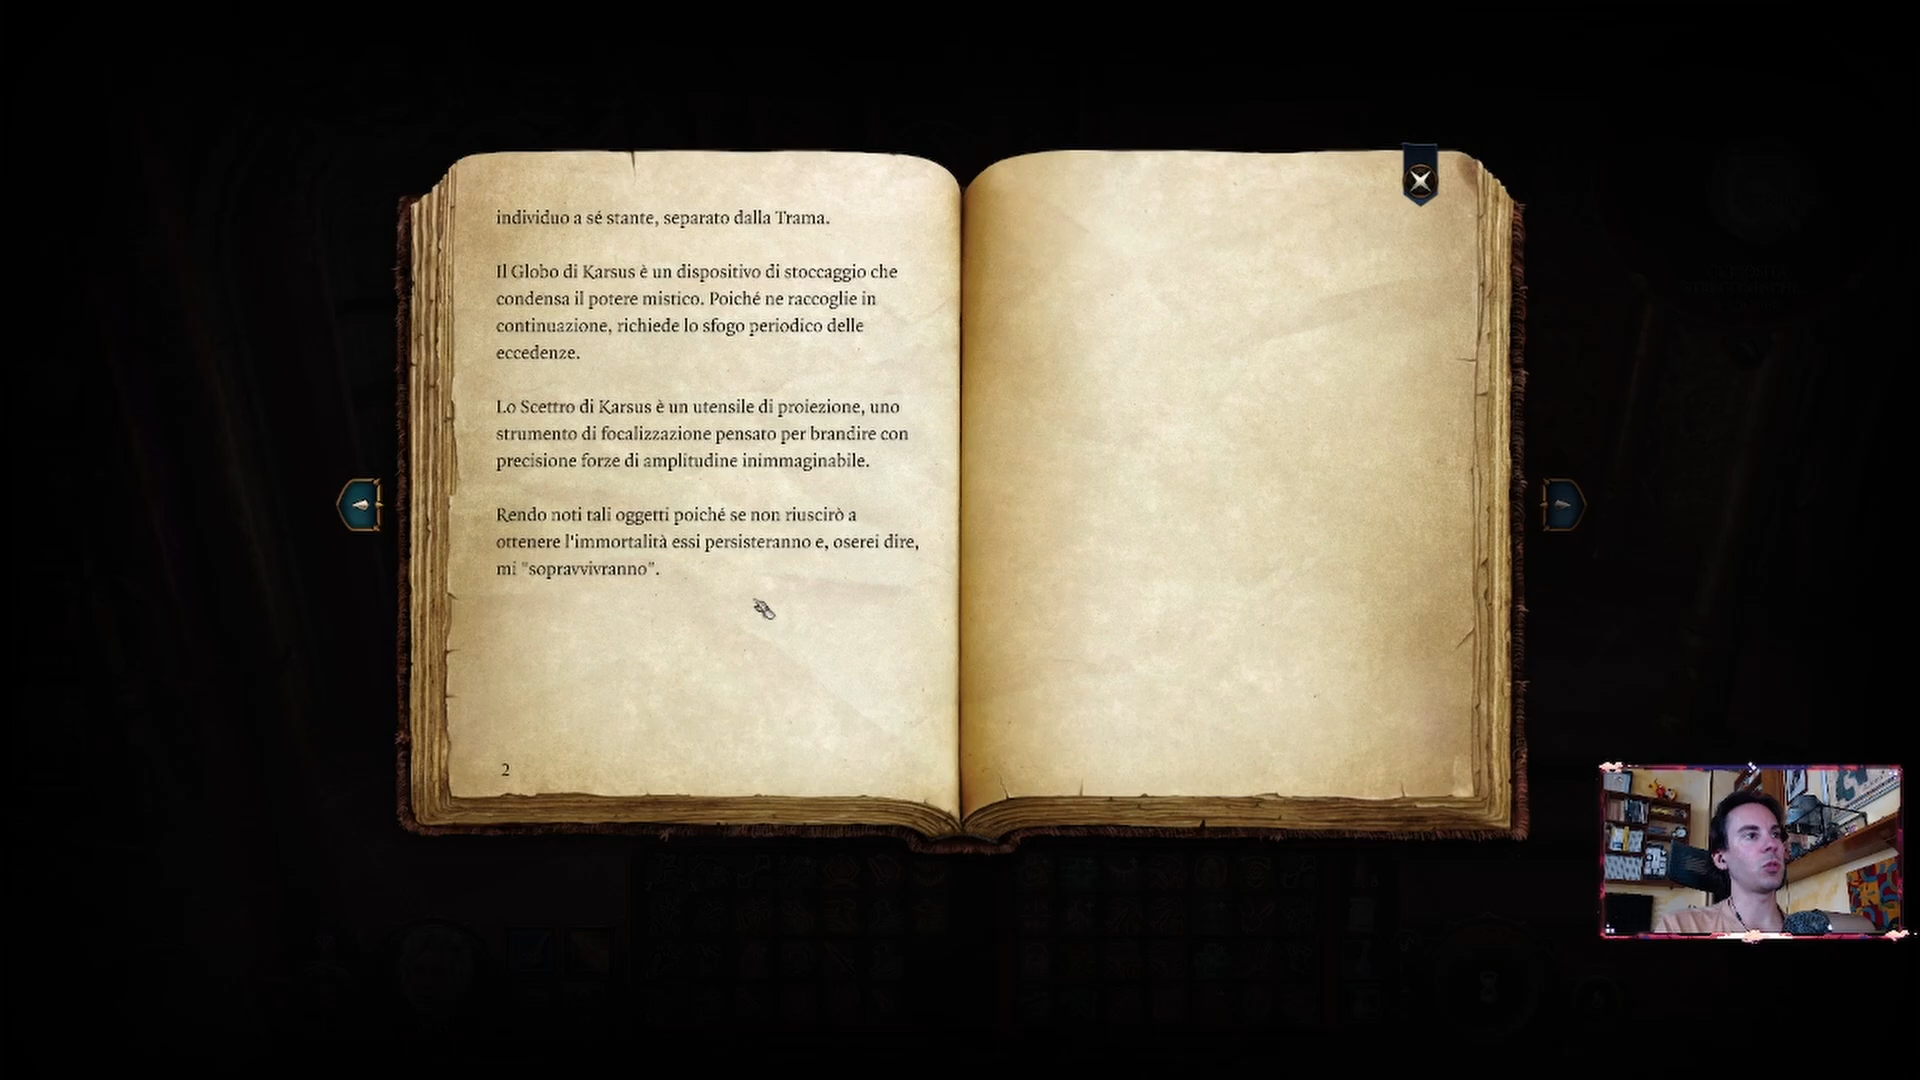 individuo a sé stante, separato dalla Trama.
Il Globo di Karsus è un dispositivo di stoccaggio che
condensa il potere mistico. Poiché ne raccoglie in
continuazione, richiede lo sfogo periodico delle
eccedenze.
Lo Scettro di Karsus è un utensile di proiezione, uno
strumento di focalizzazione pensato per brandire con
precisione forze di amplitudine inimmaginabile.
Rendo noti tali oggetti poiché se non riuscirò a
ottenere l'immortalità essi persisteranno e, oserei dire,
mi "sopravvivranno".
2